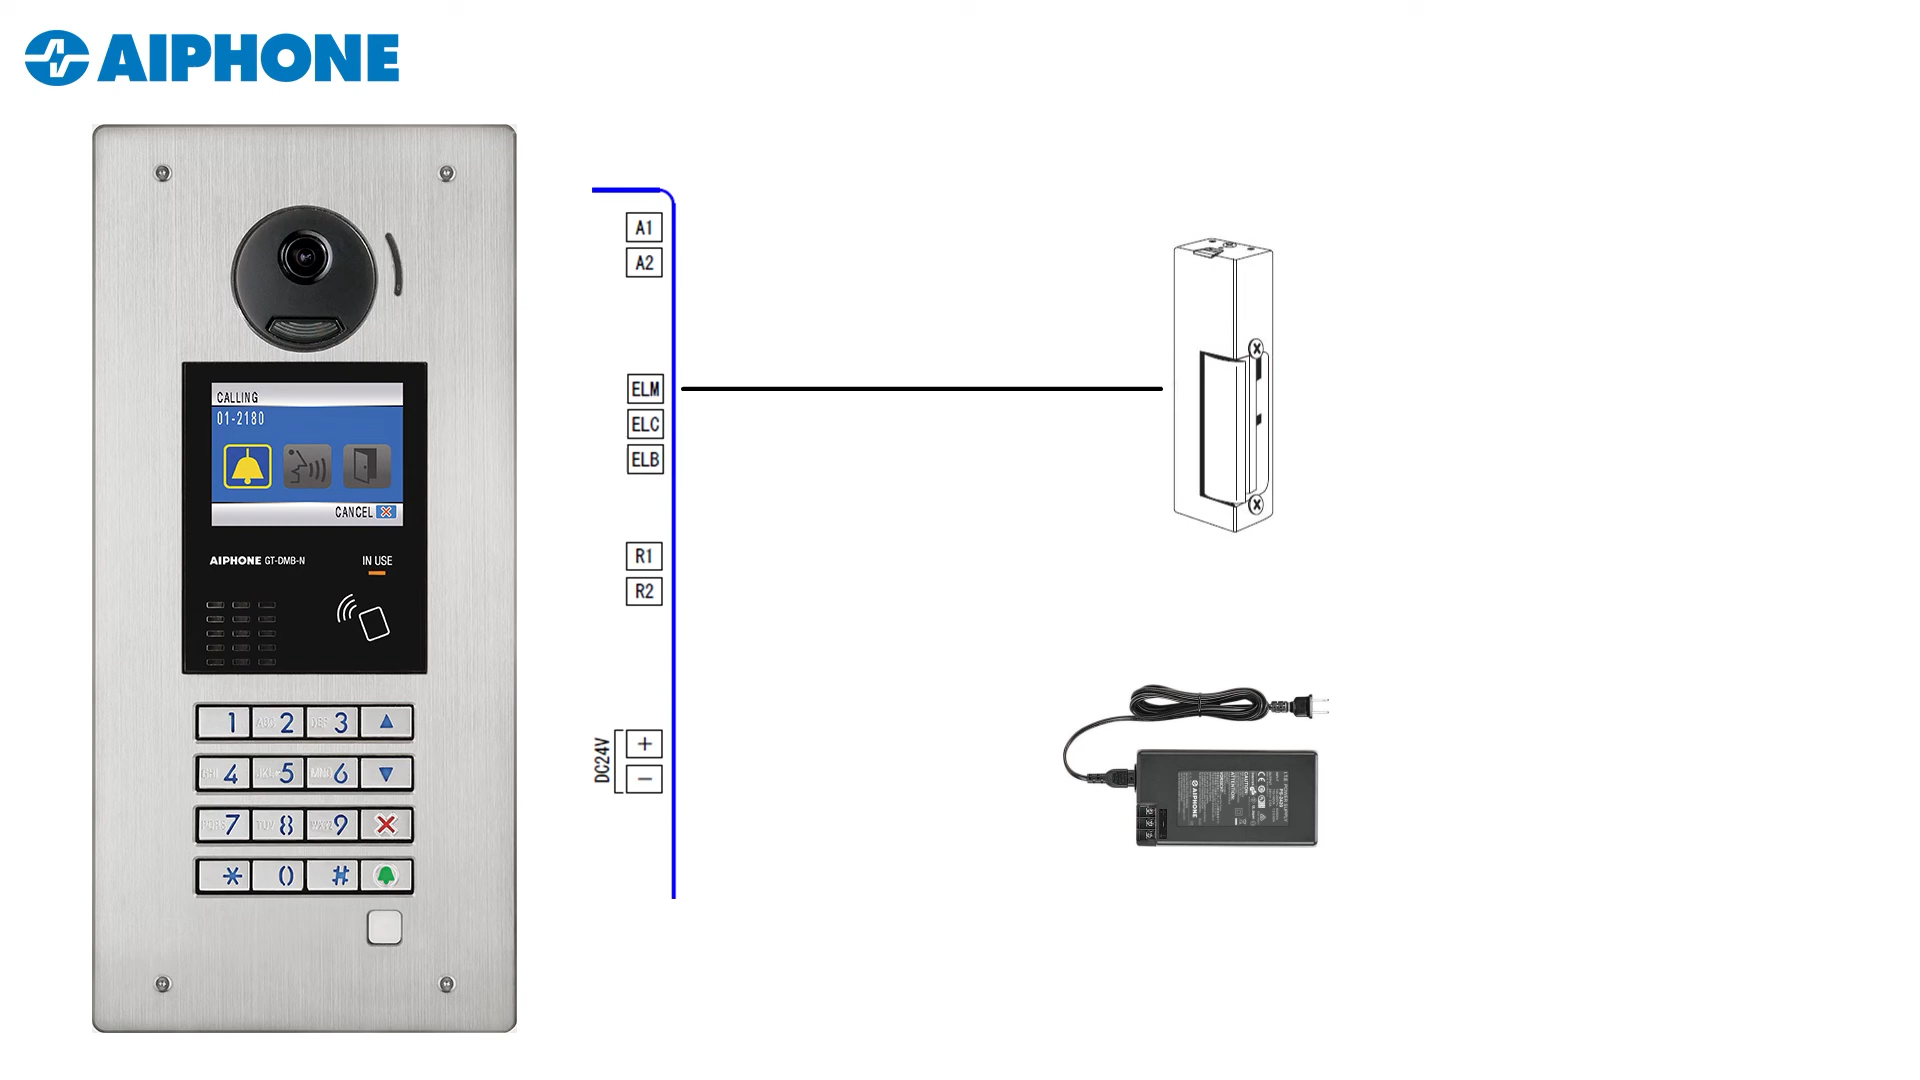 AIPHONE
CALLING
01-2180
CANCEL
AIPHONE GT-DMB-N
IN USE
1 ABC 2 DEF 3
GHI 4 JKL 5 MNO 6
PQRS 7 TUV 8 WXYZ 9
* 0 #
A1
A2
ELM
ELC
ELB
R1
R2
DC24V
+
−
AIPHONE